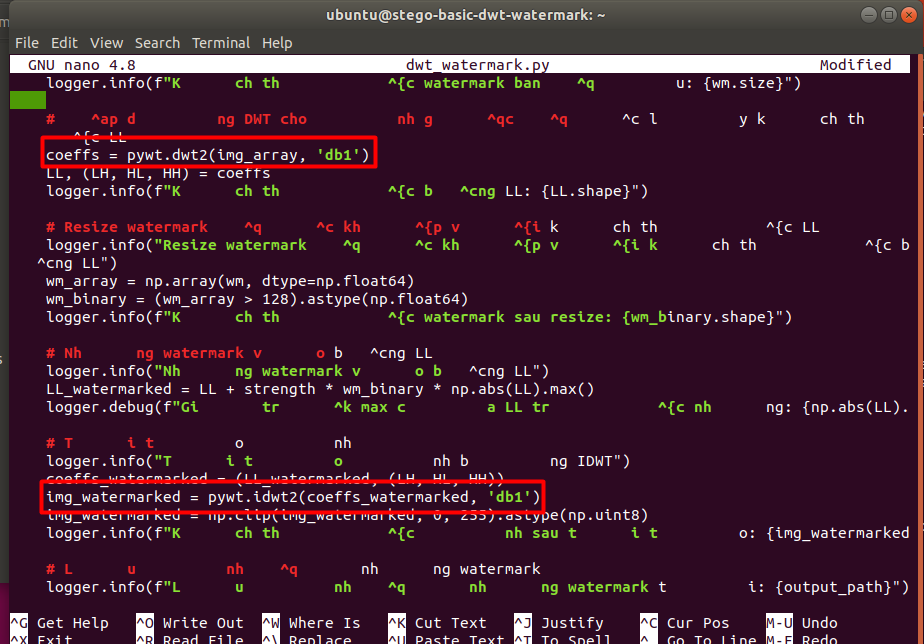 ubuntu@stego-basic-dwt-watermark: ~
File Edit View Search Terminal Help
GNU nano 4.8 dwt_watermark.py Modified
logger.info(f"K ch th ^{c watermark ban ^q u: {wm.size}")
# ^ap d ng DWT cho nh g ^qc ^q ^c l y k ch th
^{c LL
coeffs = pywt.dwt2(img_array, 'db1')
LL, (LH, HL, HH) = coeffs
logger.info(f"K ch th ^{c b ^cng LL: {LL.shape}")
# Resize watermark ^q ^c kh ^{p v ^{i k ch th ^{c LL
logger.info("Resize watermark ^q ^c kh ^{p v ^{i k ch th ^{c b
^cng LL")
wm_array = np.array(wm, dtype=np.float64)
wm_binary = (wm_array > 128).astype(np.float64)
logger.info(f"K ch th ^{c watermark sau resize: {wm_binary.shape}")
# Nh ng watermark v o b ^cng LL
logger.info("Nh ng watermark v o b ^cng LL")
LL_watermarked = LL + strength * wm_binary * np.abs(LL).max()
logger.debug(f"Gi tr ^k max c a LL tr ^{c nh ng: {np.abs(LL).
# T i t o nh
logger.info("T i t o nh b ng IDWT")
coeffs_watermarked = (LL_watermarked, (LH, HL, HH))
img_watermarked = pywt.idwt2(coeffs_watermarked, 'db1')
img_watermarked = np.clip(img_watermarked, 0, 255).astype(np.uint8)
logger.info(f"K ch th ^{c nh sau t i t o: {img_watermarked
# L u nh ^q nh ng watermark
logger.info(f"L u nh ^q nh ng watermark t i: {output_path}")
^G Get Help ^O Write Out ^W Where Is ^K Cut Text ^J Justify ^C Cur Pos M-U Undo
^X Exit ^R Read File ^\ Replace ^U Paste Text ^T To Spell ^_ Go To Line M-E Redo